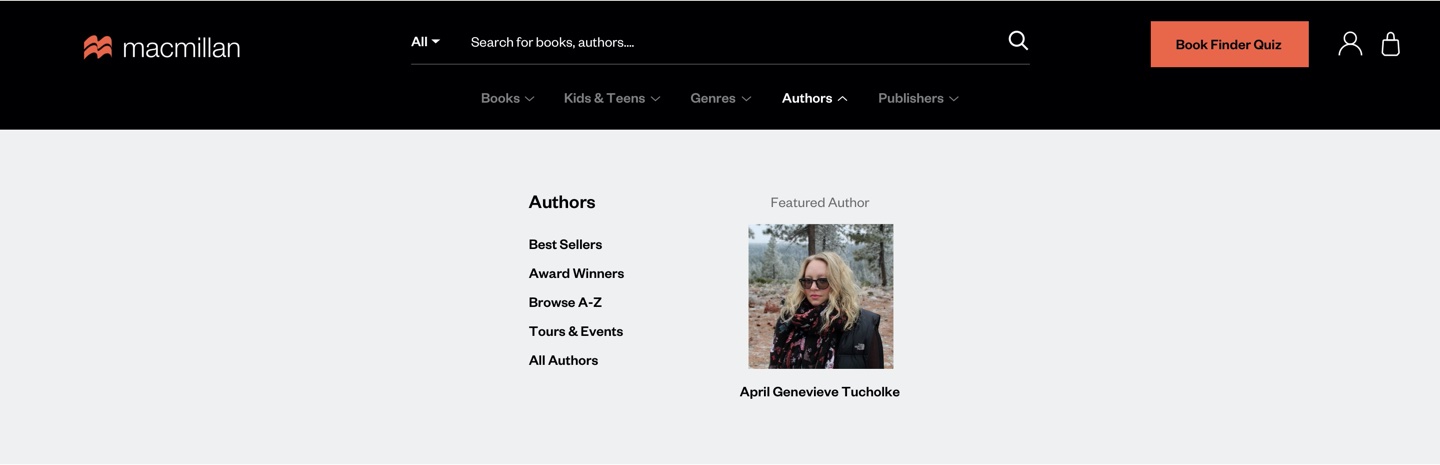 macmillan
All
Search for books, authors....
Book Finder Quiz
Books
Kids & Teens
Genres
Authors
Publishers
Authors
Best Sellers
Award Winners
Browse A-Z
Tours & Events
All Authors
Featured Author
April Genevieve Tucholke